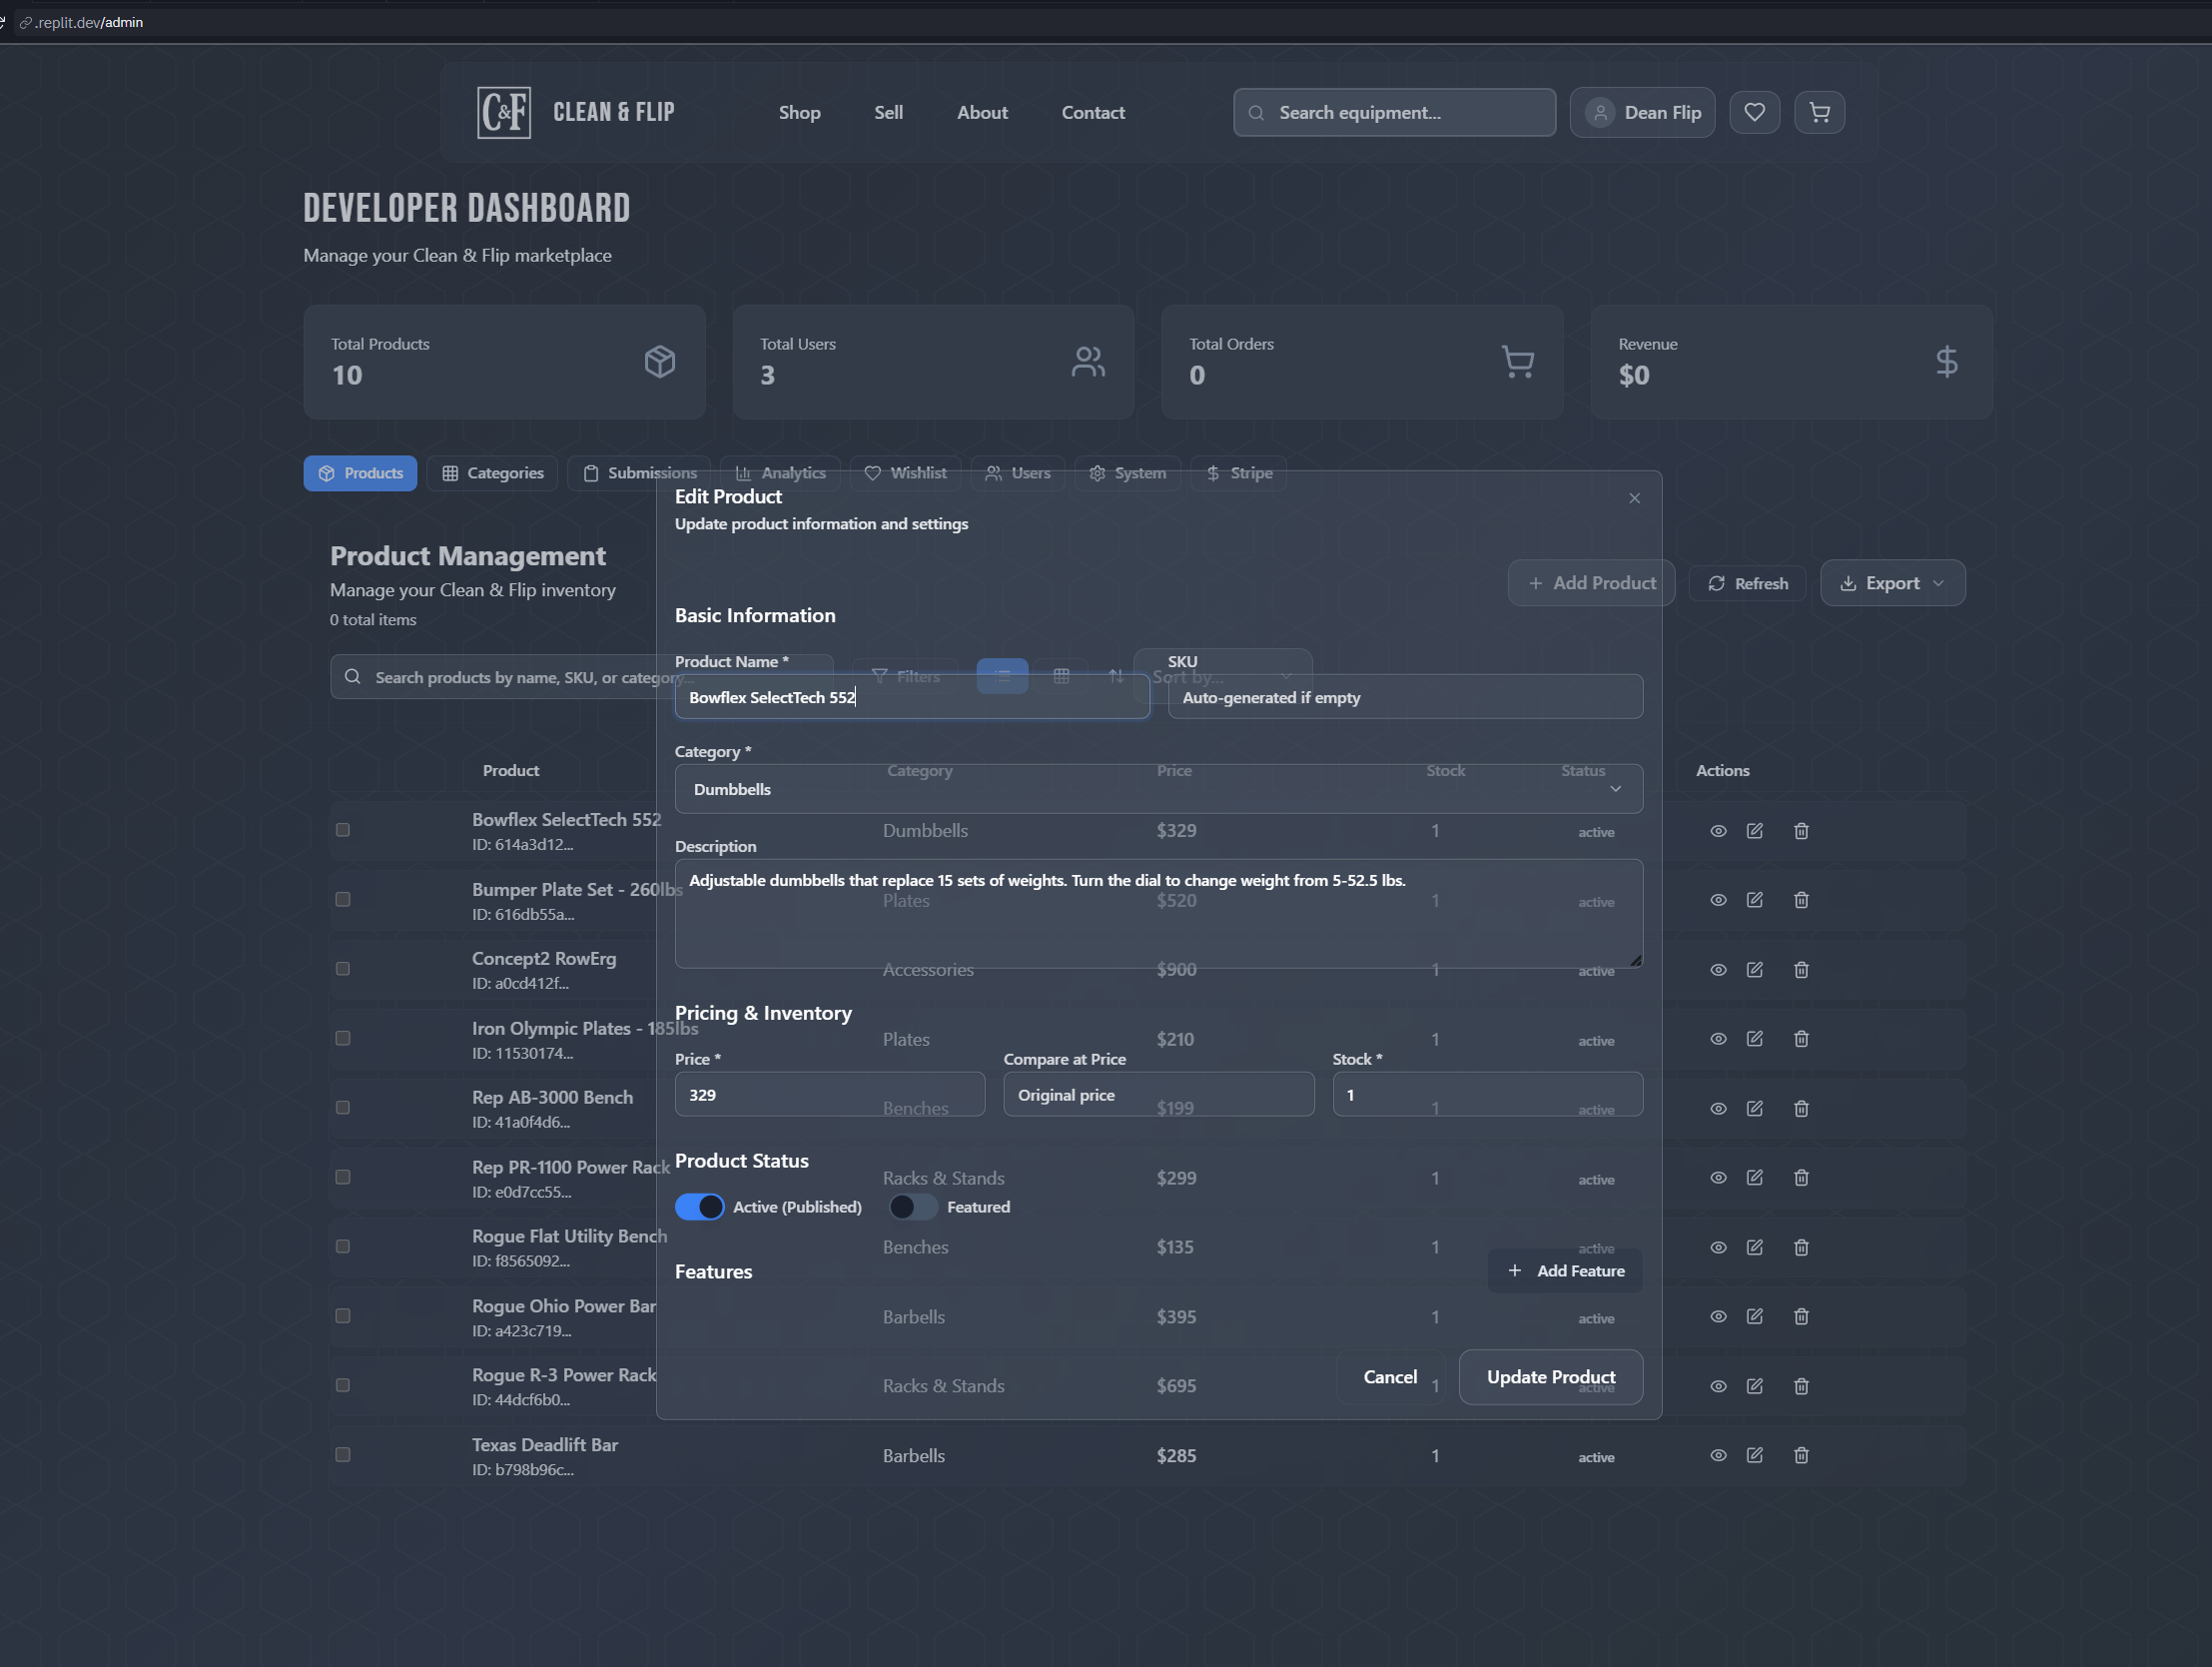 .replit.dev/admin
C&F CLEAN & FLIP Shop Sell About Contact Search equipment... Dean Flip
DEVELOPER DASHBOARD
Manage your Clean & Flip marketplace
Total Products Total Users Total Orders Revenue
10 3 0 $0
Products Categories Submissions Analytics Wishlist Users System Stripe
Edit Product
Update product information and settings
Product Management
Manage your Clean & Flip inventory
0 total items
Add Product Refresh Export
Basic Information
Product Name * SKU
Search products by name, SKU, or category... Filters Sort by...
Bowflex SelectTech 552 Auto-generated if empty
Category *
Product Category Price Stock Status Actions
Dumbbells
Bowflex SelectTech 552 Dumbbells $329 1 active
ID: 614a3d12...
Description
Adjustable dumbbells that replace 15 sets of weights. Turn the dial to change weight from 5-52.5 lbs.
Bumper Plate Set - 260lbs Plates $520 1 active
ID: 616db55a...
Concept2 RowErg Accessories $900 1 active
ID: a0cd412f...
Pricing & Inventory
Iron Olympic Plates - 185lbs Plates $210 1 active
ID: 11530174...
Price * Compare at Price Stock *
329 Original price 1
Rep AB-3000 Bench Benches $199 1 active
ID: 41a0f4d6...
Product Status
Rep PR-1100 Power Rack Racks & Stands $299 1 active
ID: e0d7cc55...
Active (Published) Featured
Rogue Flat Utility Bench Benches $135 1 active
ID: f8565092...
Features Add Feature
Rogue Ohio Power Bar Barbells $395 1 active
ID: a423c719...
Cancel Update Product
Rogue R-3 Power Rack Racks & Stands $695 1 active
ID: 44dcf6b0...
Texas Deadlift Bar Barbells $285 1 active
ID: b798b96c...